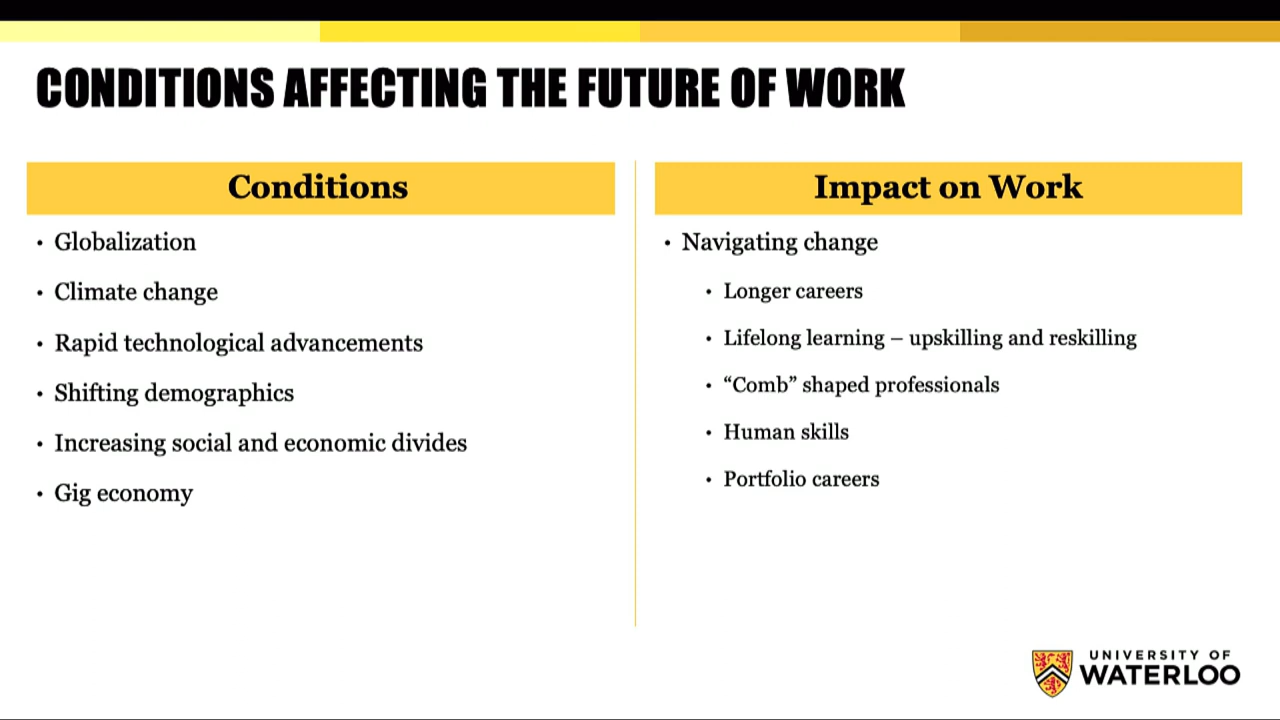 CONDITIONS AFFECTING THE FUTURE OF WORK
Conditions
• Globalization
• Climate change
• Rapid technological advancements
• Shifting demographics
• Increasing social and economic divides
• Gig economy
Impact on Work
• Navigating change
• Longer careers
• Lifelong learning – upskilling and reskilling
• “Comb” shaped professionals
• Human skills
• Portfolio careers
UNIVERSITY OF
WATERLOO